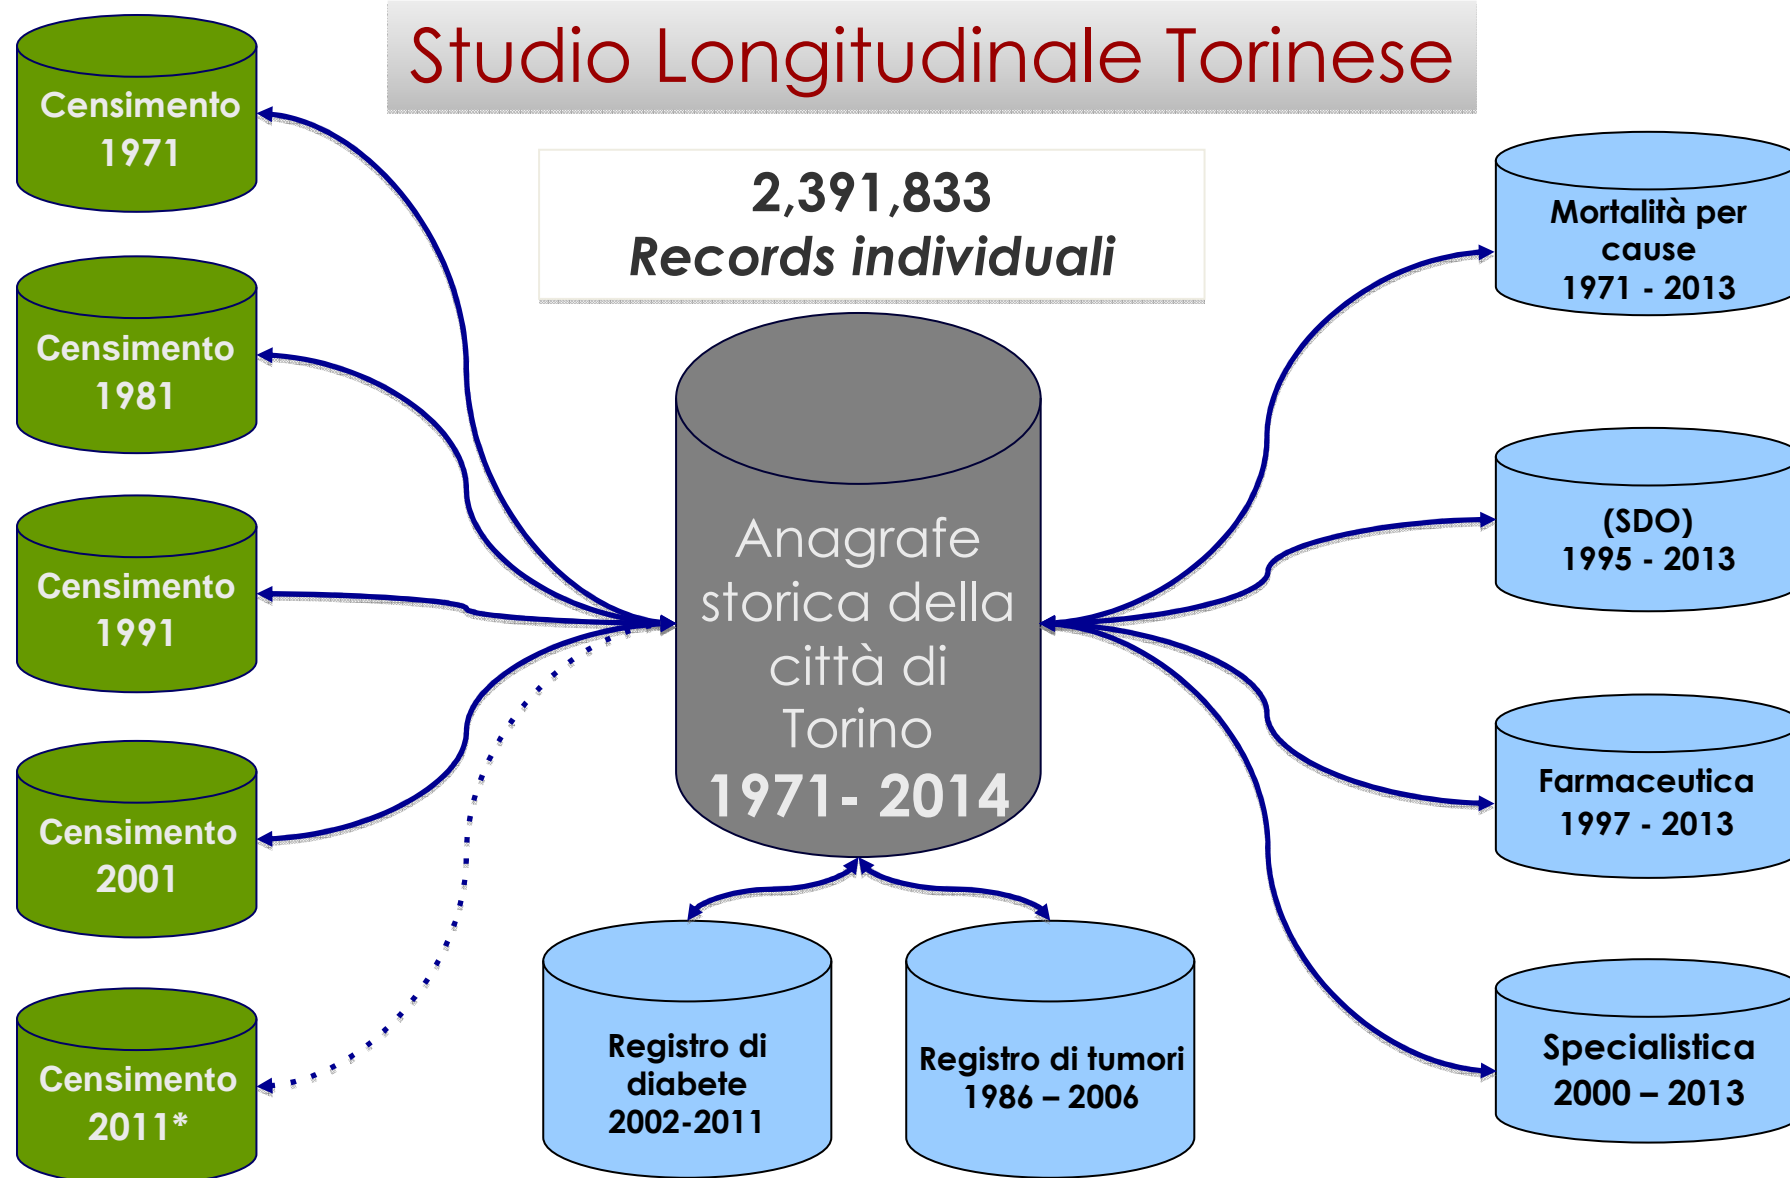 Studio Longitudinale Torinese
2,391,833
Records individuali
Censimento
1971
Censimento
1981
Censimento
1991
Censimento
2001
Censimento
2011*
Anagrafe
storica della
città di
Torino
1971- 2014
Registro di
diabete
2002-2011
Registro di tumori
1986 – 2006
Mortalità per
cause
1971 - 2013
(SDO)
1995 - 2013
Farmaceutica
1997 - 2013
Specialistica
2000 – 2013